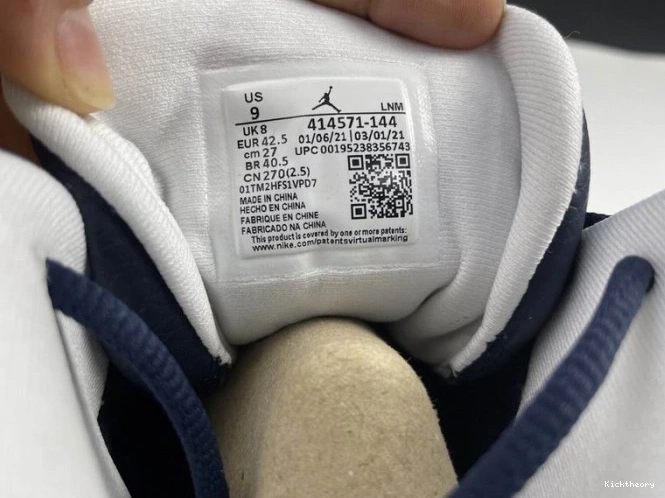 US
9
LNM
UK 8
414571-144
EUR 42.5
01/06/21 | 03/01/21
cm 27
UPC 00195238356743
BR 40.5
CN 270(2.5)
01TM2HFS1VPD7
MADE IN CHINA
HECHO EN CHINA
FABRIQUE EN CHINE
FABRICADO NA CHINA
This product is covered by one or more patents:
www.nike.com/patentsvirtualmarking
Kicktheory